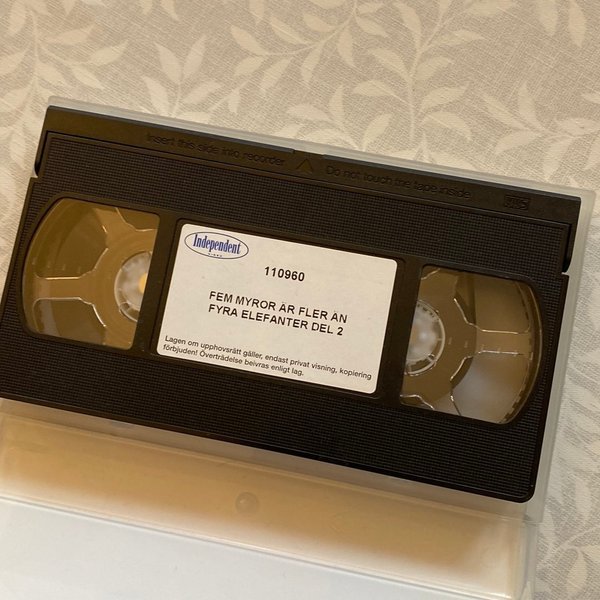 Insert this side into recorder
Do not touch the tape inside
Independent
110960
FEM MYROR ÄR FLER ÄN
FYRA ELEFANTER DEL 2
Lagen om upphovsrätt gäller, endast privat visning, kopiering
förbjuden! Överträdelse beivras enligt lag.